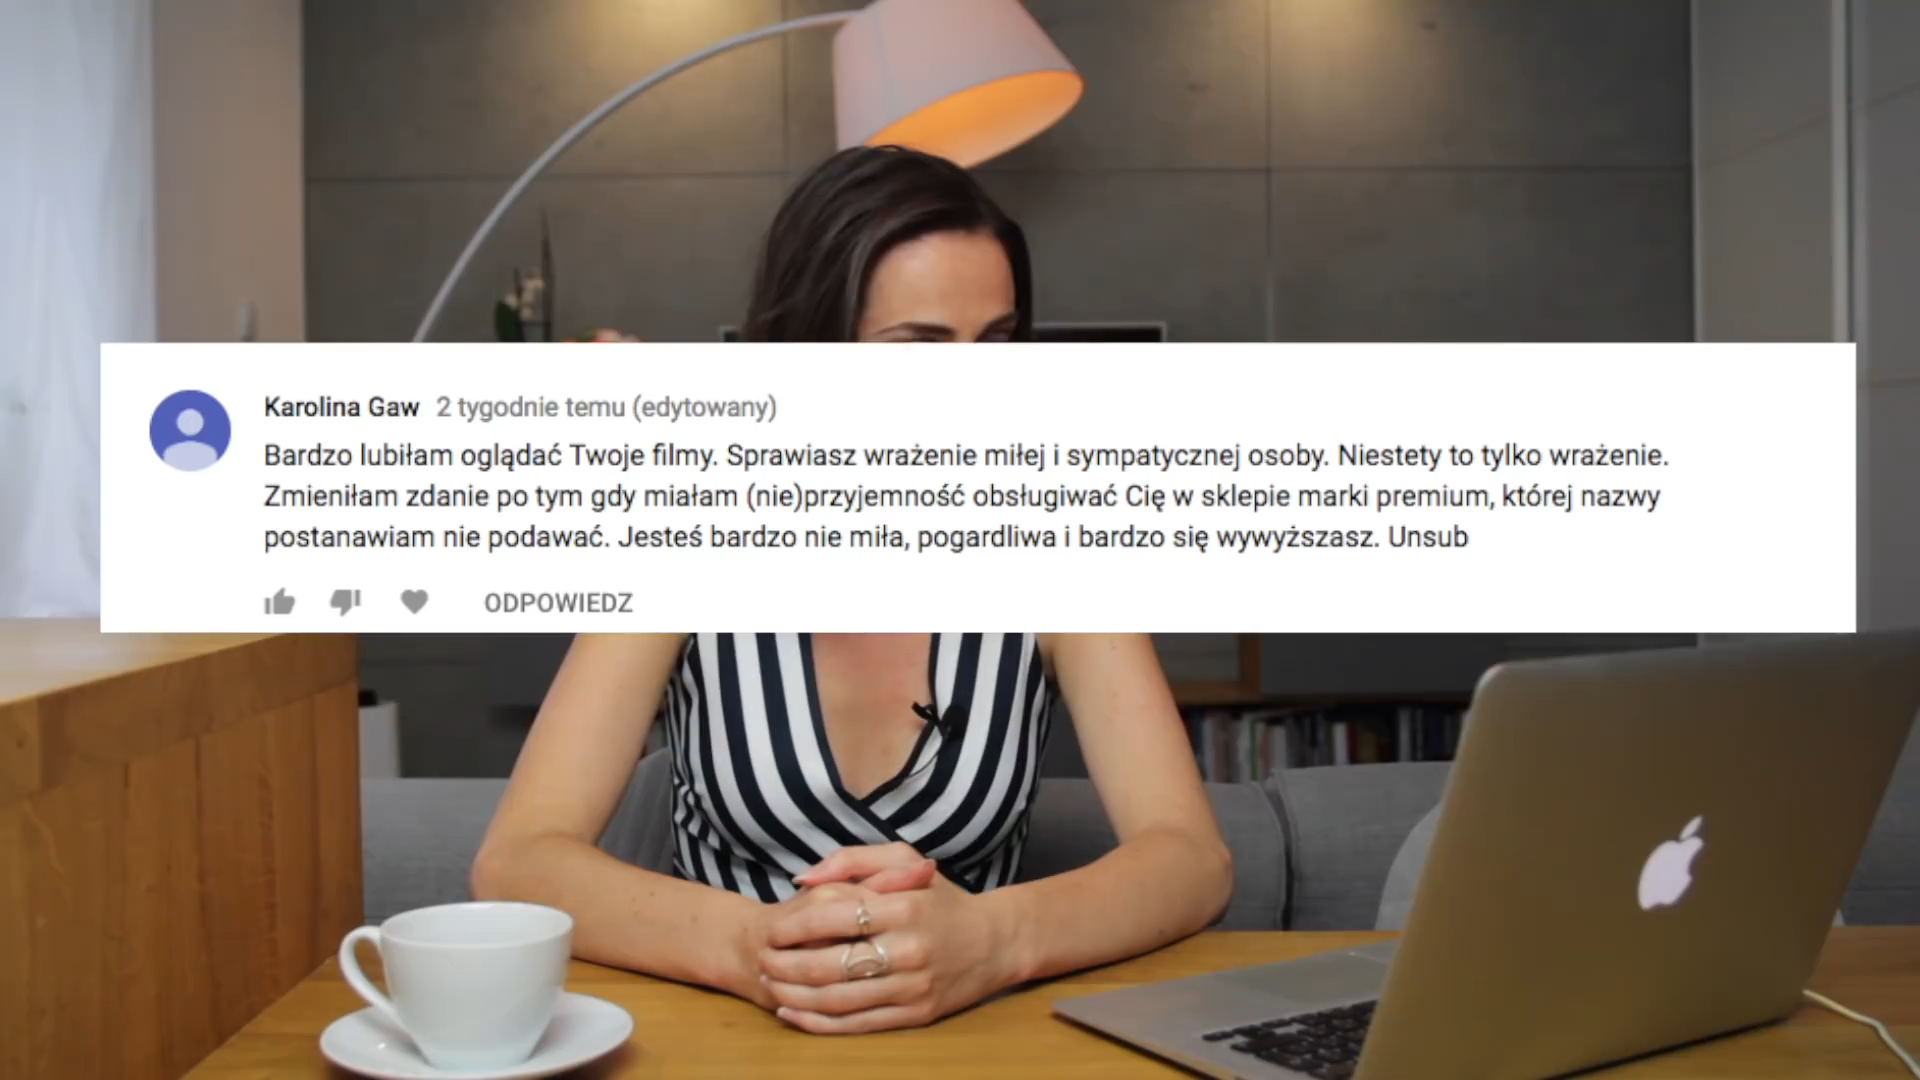 Karolina Gaw 2 tygodnie temu (edytowany)
Bardzo lubiłam oglądać Twoje filmy. Sprawiasz wrażenie miłej i sympatycznej osoby. Niestety to tylko wrażenie.
Zmieniłam zdanie po tym gdy miałam (nie)przyjemność obsługiwać Cię w sklepie marki premium, której nazwy
postanawiam nie podawać. Jesteś bardzo nie miła, pogardliwa i bardzo się wywyższasz. Unsub
ODPOWIEDZ